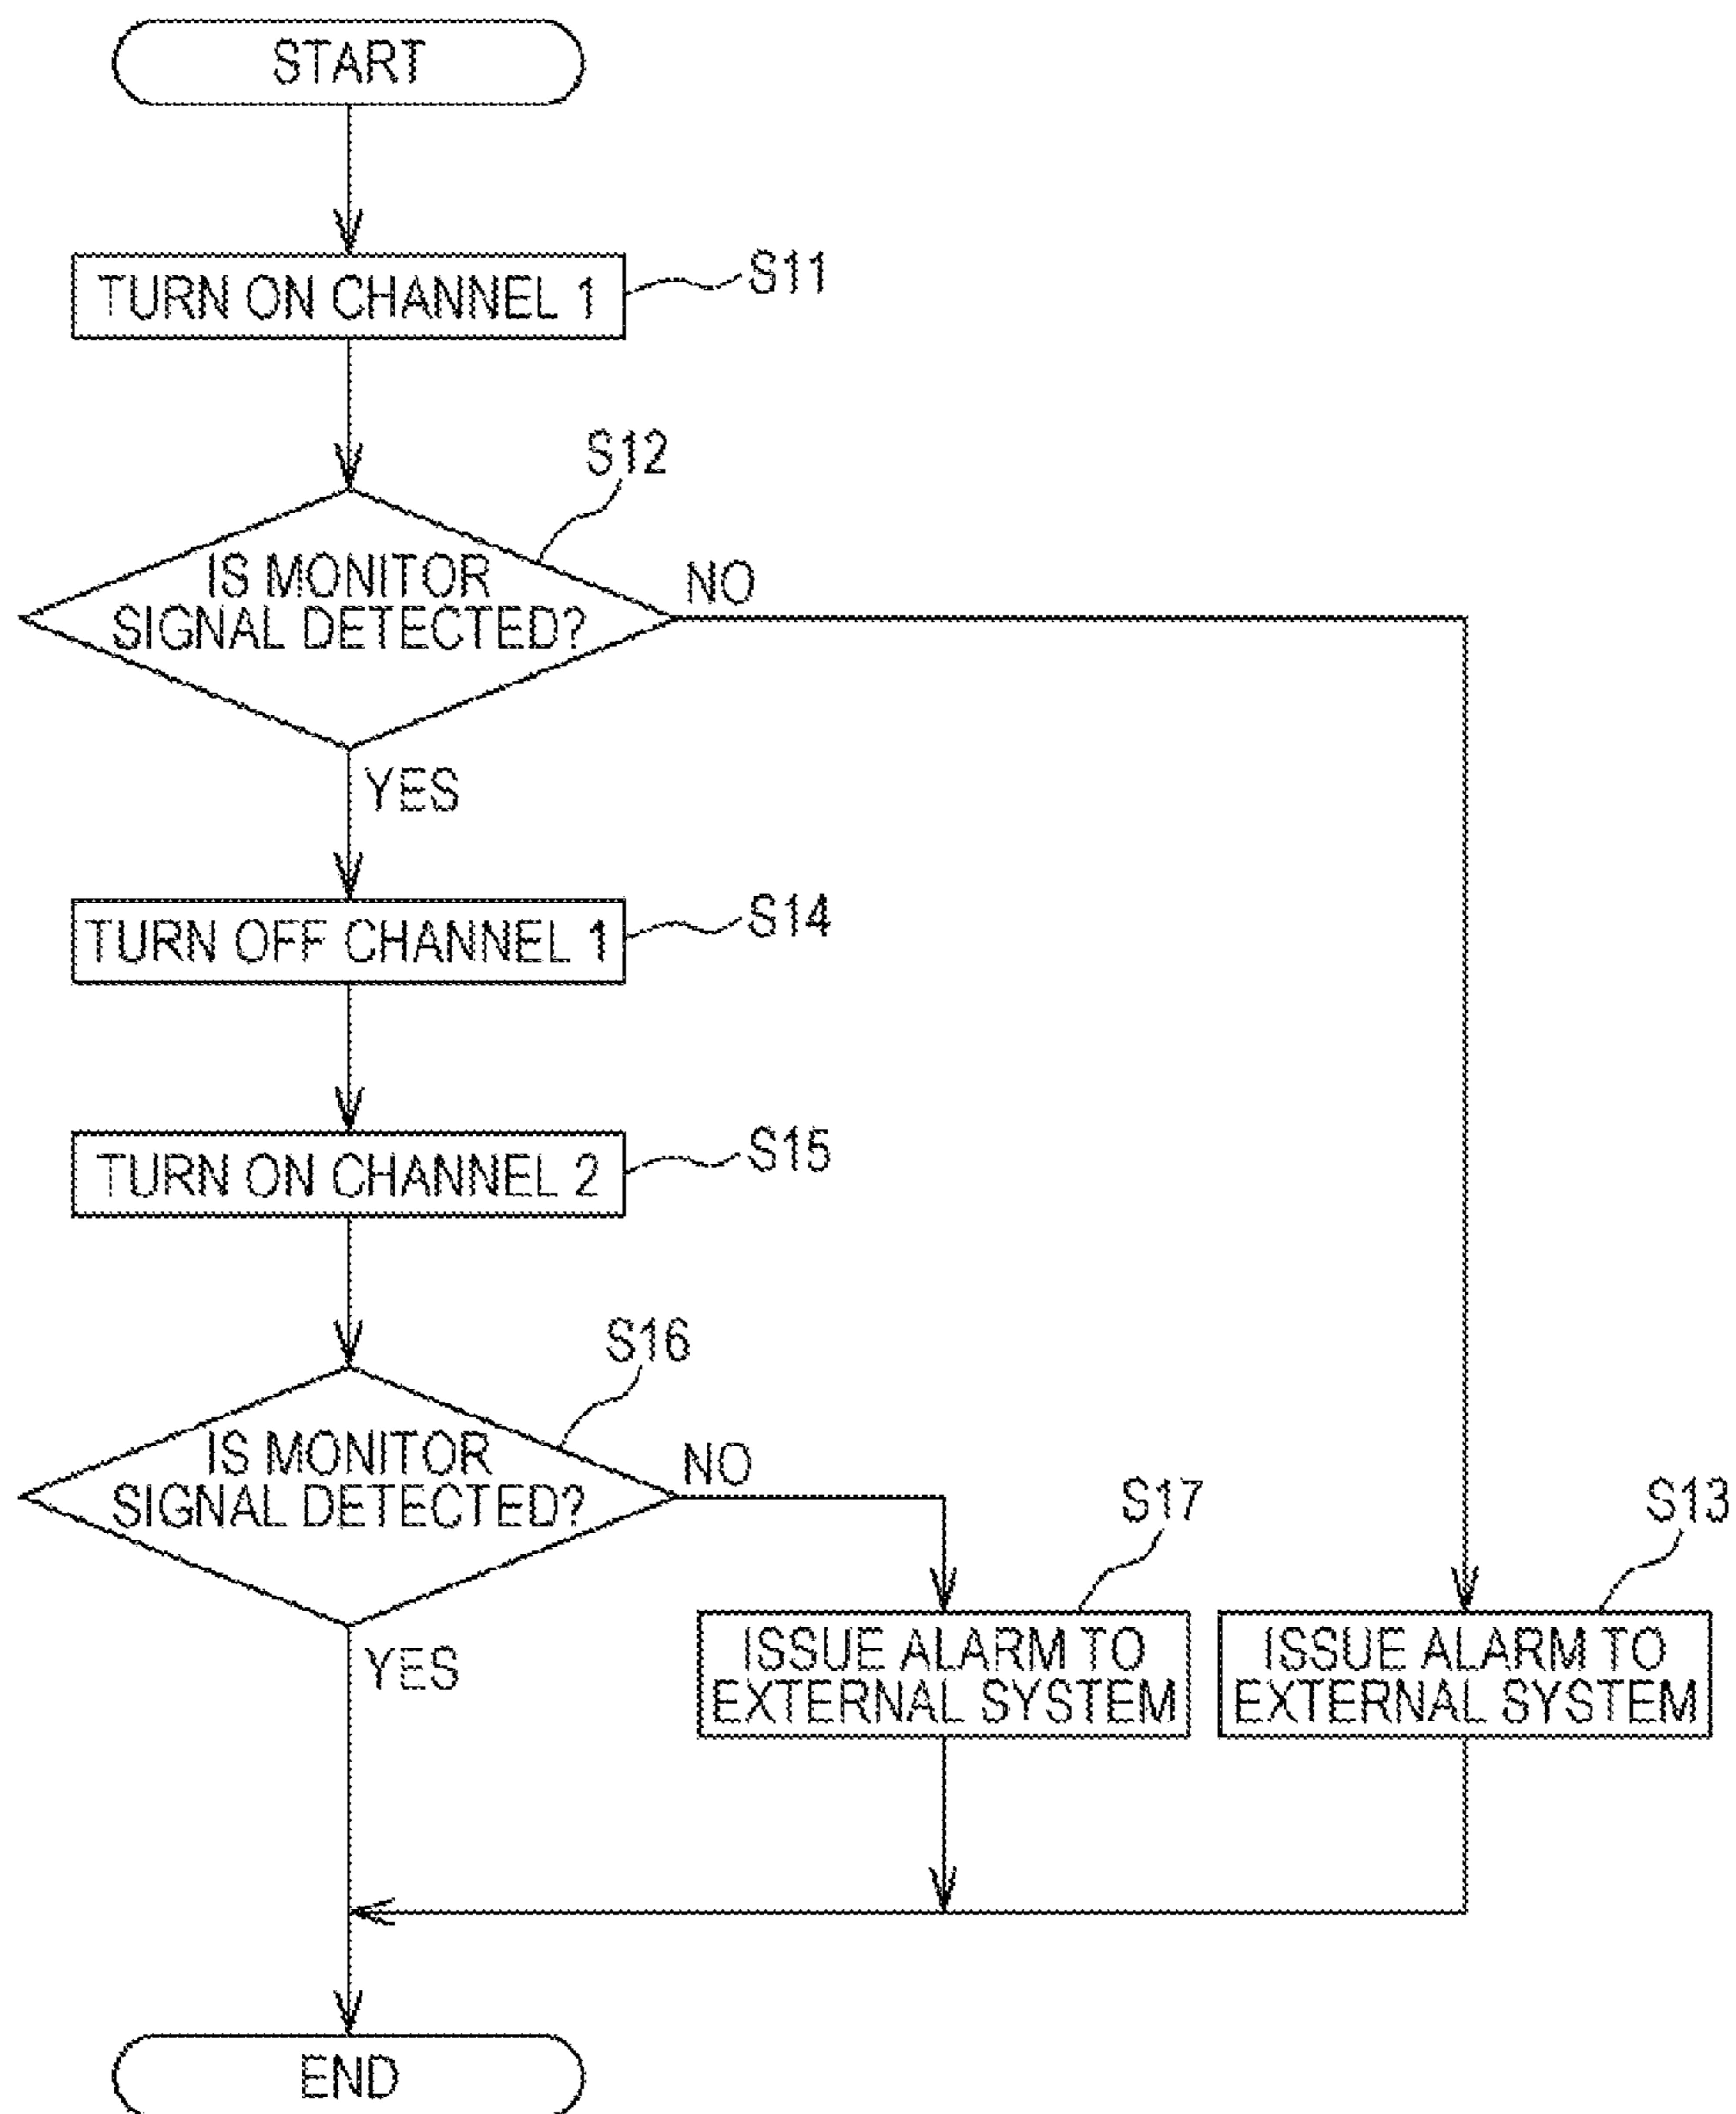 START
TURN ON CHANNEL 1
S11
S12
IS MONITOR
SIGNAL DETECTED?
NO
YES
TURN OFF CHANNEL 1
S14
TURN ON CHANNEL 2
S15
S16
IS MONITOR
SIGNAL DETECTED?
NO
YES
S17
ISSUE ALARM TO
EXTERNAL SYSTEM
S13
ISSUE ALARM TO
EXTERNAL SYSTEM
END